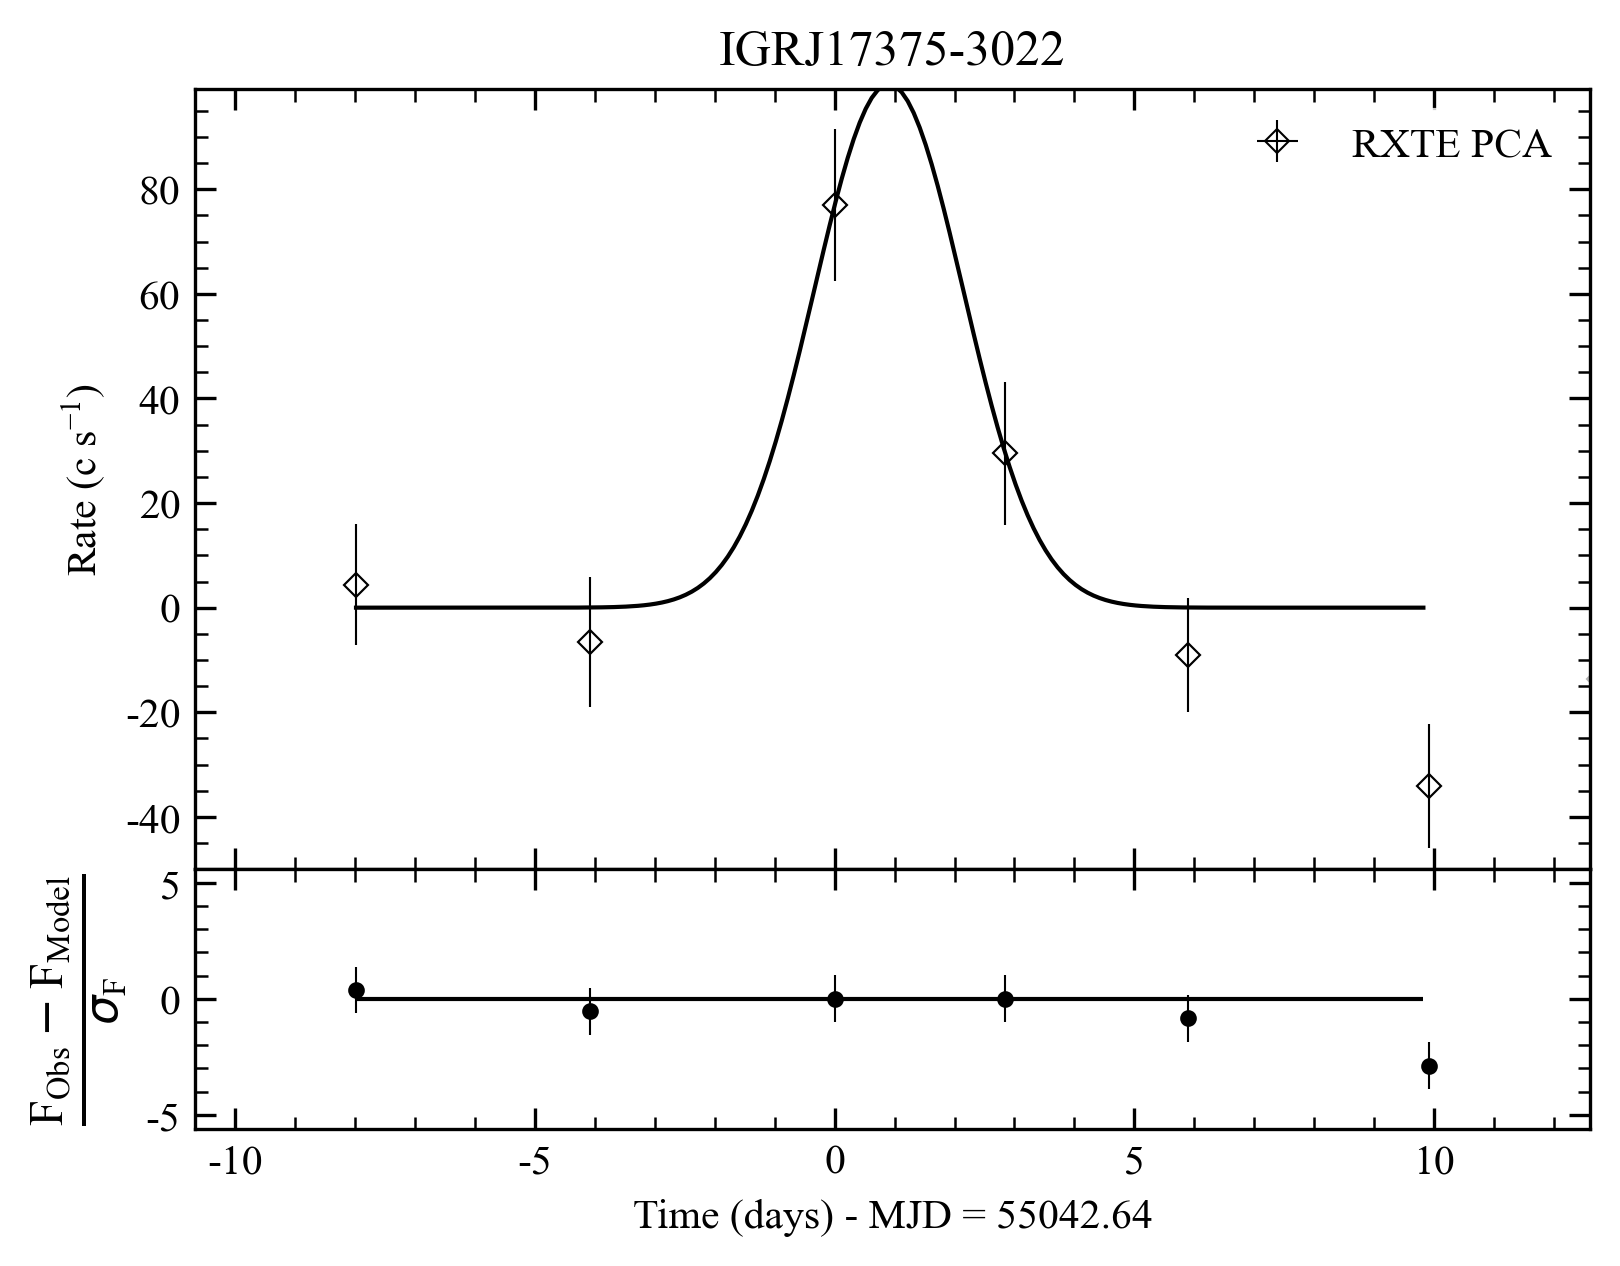 IGRJ17375-3022
RXTE PCA
Rate (c s⁻¹)
80
60
40
20
0
-20
-40
F_Obs − F_Model
σ_F
5
0
-5
-10
-5
0
5
10
Time (days) - MJD = 55042.64